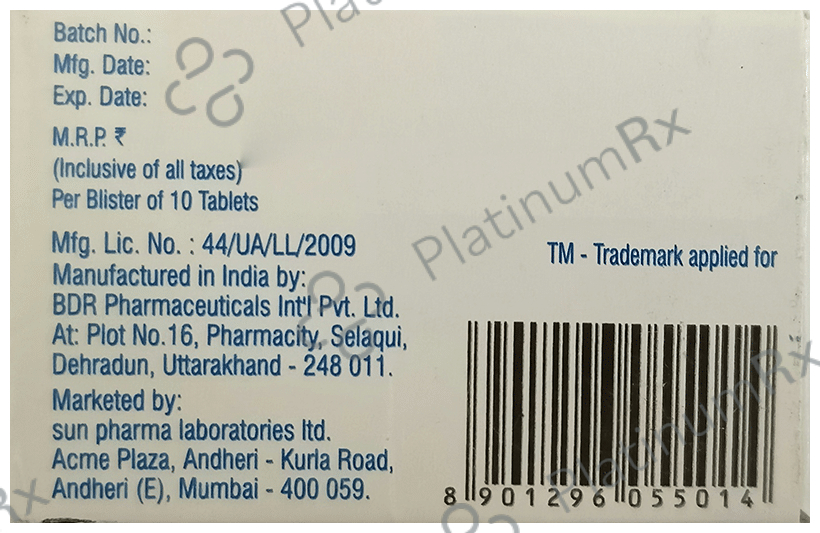 Batch No.:
Mfg. Date:
Exp. Date:
M.R.P. ₹
(Inclusive of all taxes)
Per Blister of 10 Tablets
Mfg. Lic. No. : 44/UA/LL/2009
Manufactured in India by:
BDR Pharmaceuticals Int'l Pvt. Ltd.
At: Plot No.16, Pharmacity, Selaqui,
Dehradun, Uttarakhand - 248 011.
Marketed by:
sun pharma laboratories ltd.
Acme Plaza, Andheri - Kurla Road,
Andheri (E), Mumbai - 400 059.
TM - Trademark applied for
8 901296 055014
PlatinumRx
PlatinumRx